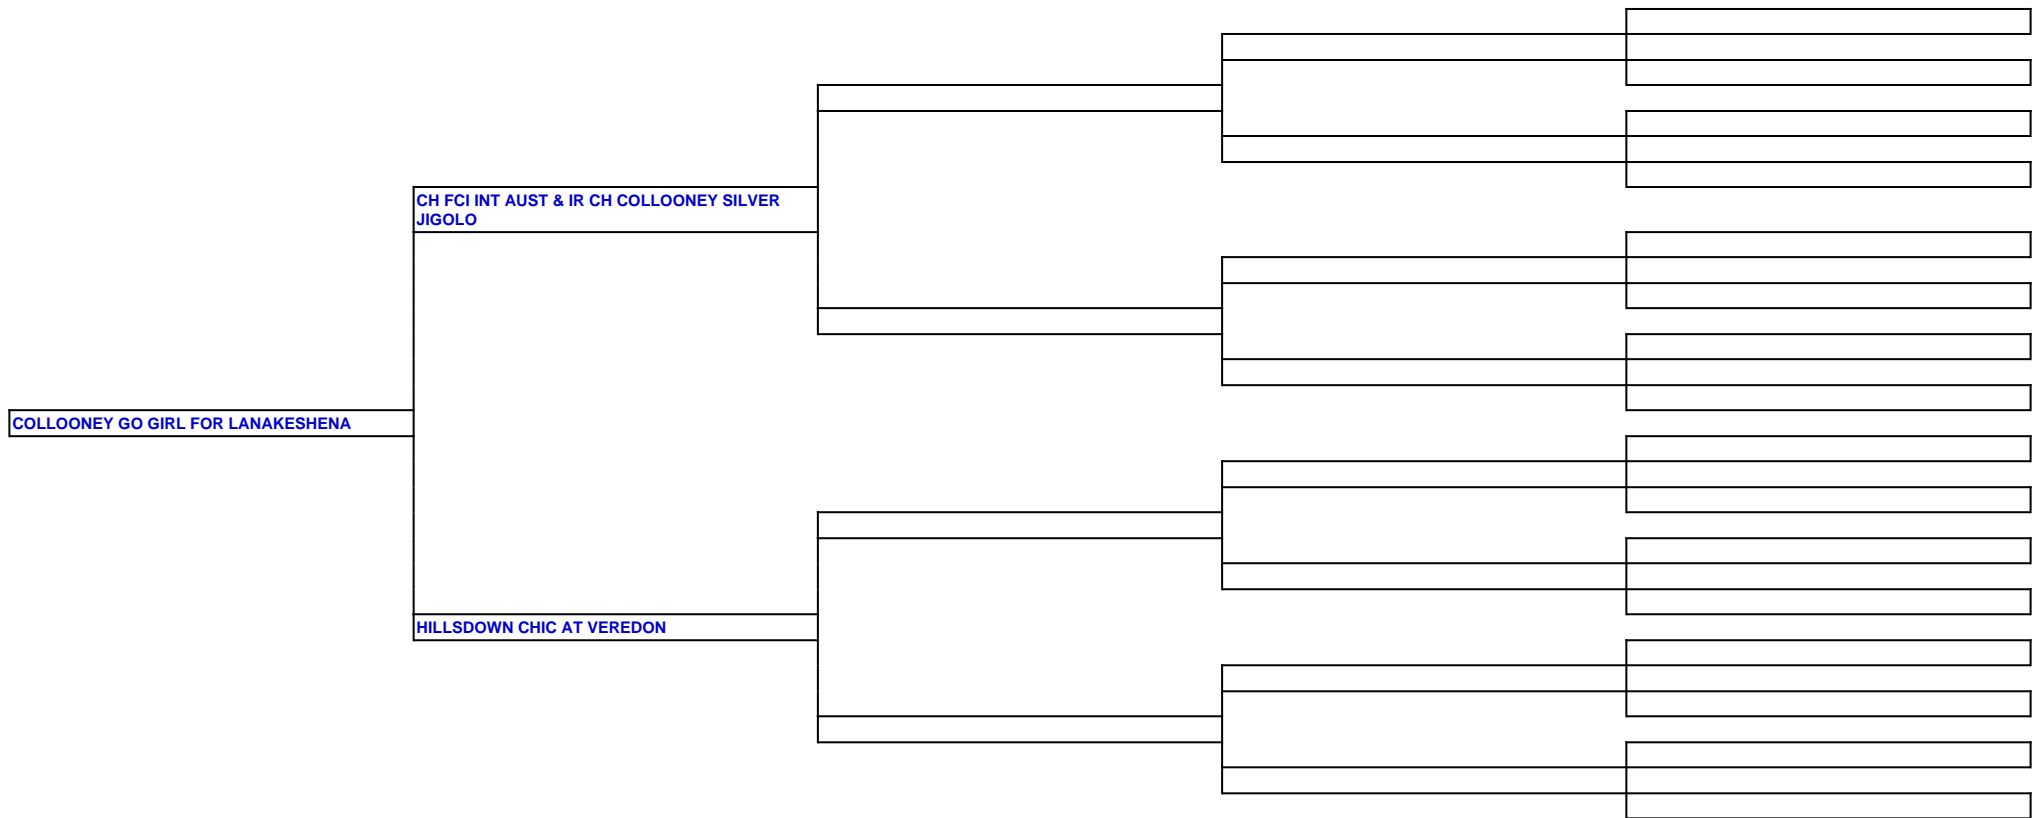 CH FCI INT AUST & IR CH COLLOONEY SILVER
JIGOLO
COLLOONEY GO GIRL FOR LANAKESHENA
HILLSDOWN CHIC AT VEREDON